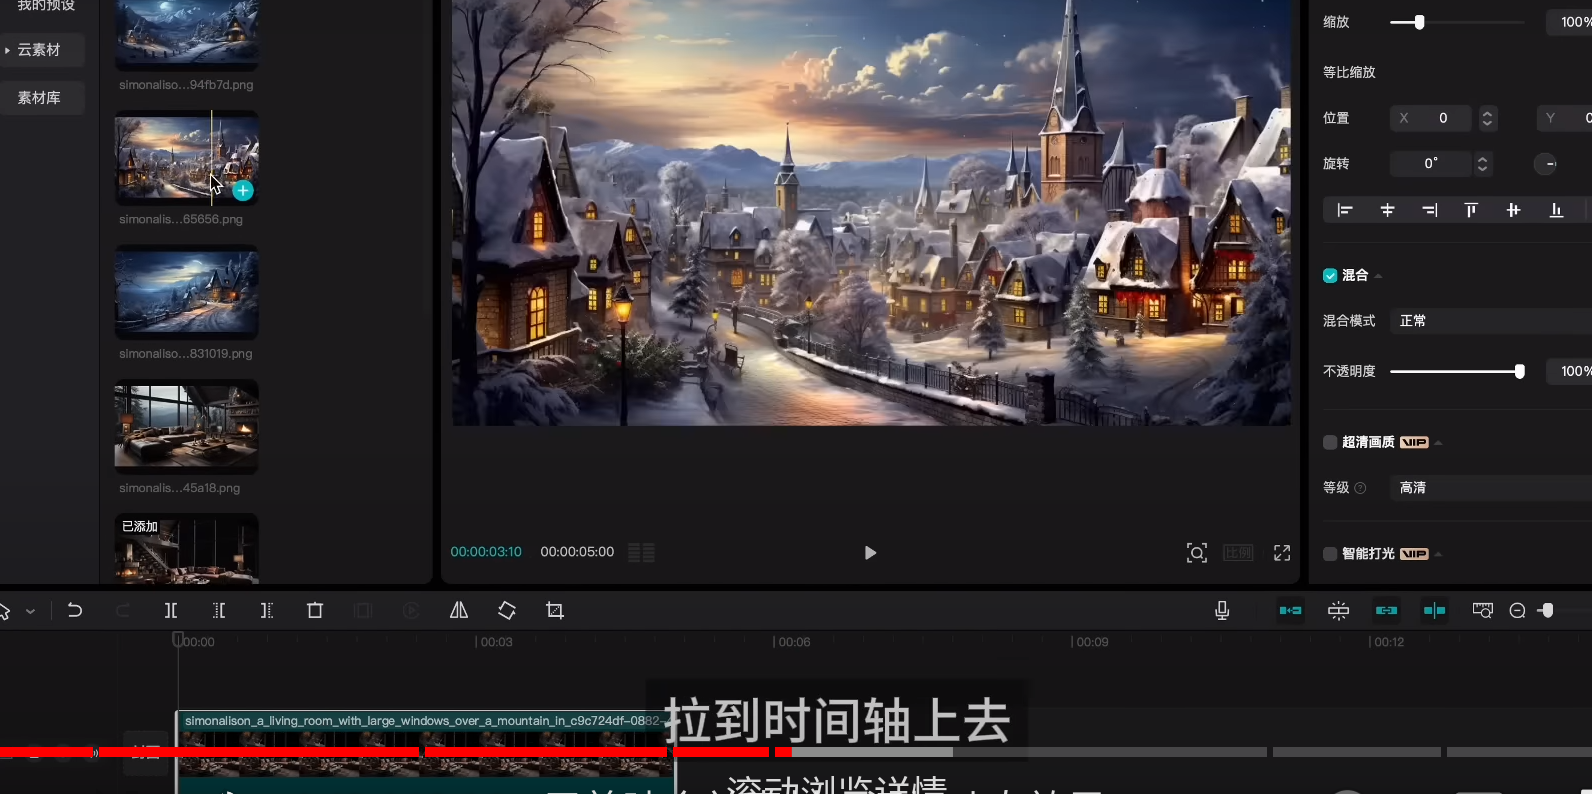 我的预设
云素材
素材库
simonaliso...94fb7d.png
simonalis...65656.png
simonaliso...831019.png
simonalis...45a18.png
已添加
00:00:03:10
00:00:05:00
比例
缩放
100%
等比缩放
位置
X 0
Y 0
旋转
0°
混合
混合模式
正常
不透明度
100%
超清画质 VIP
等级
高清
智能打光 VIP
00:00
00:03
00:06
00:09
00:12
simonalison_a_living_room_with_large_windows_over_a_mountain_in_c9c724df-0882-
封面
拉到时间轴上去
滚动浏览详情